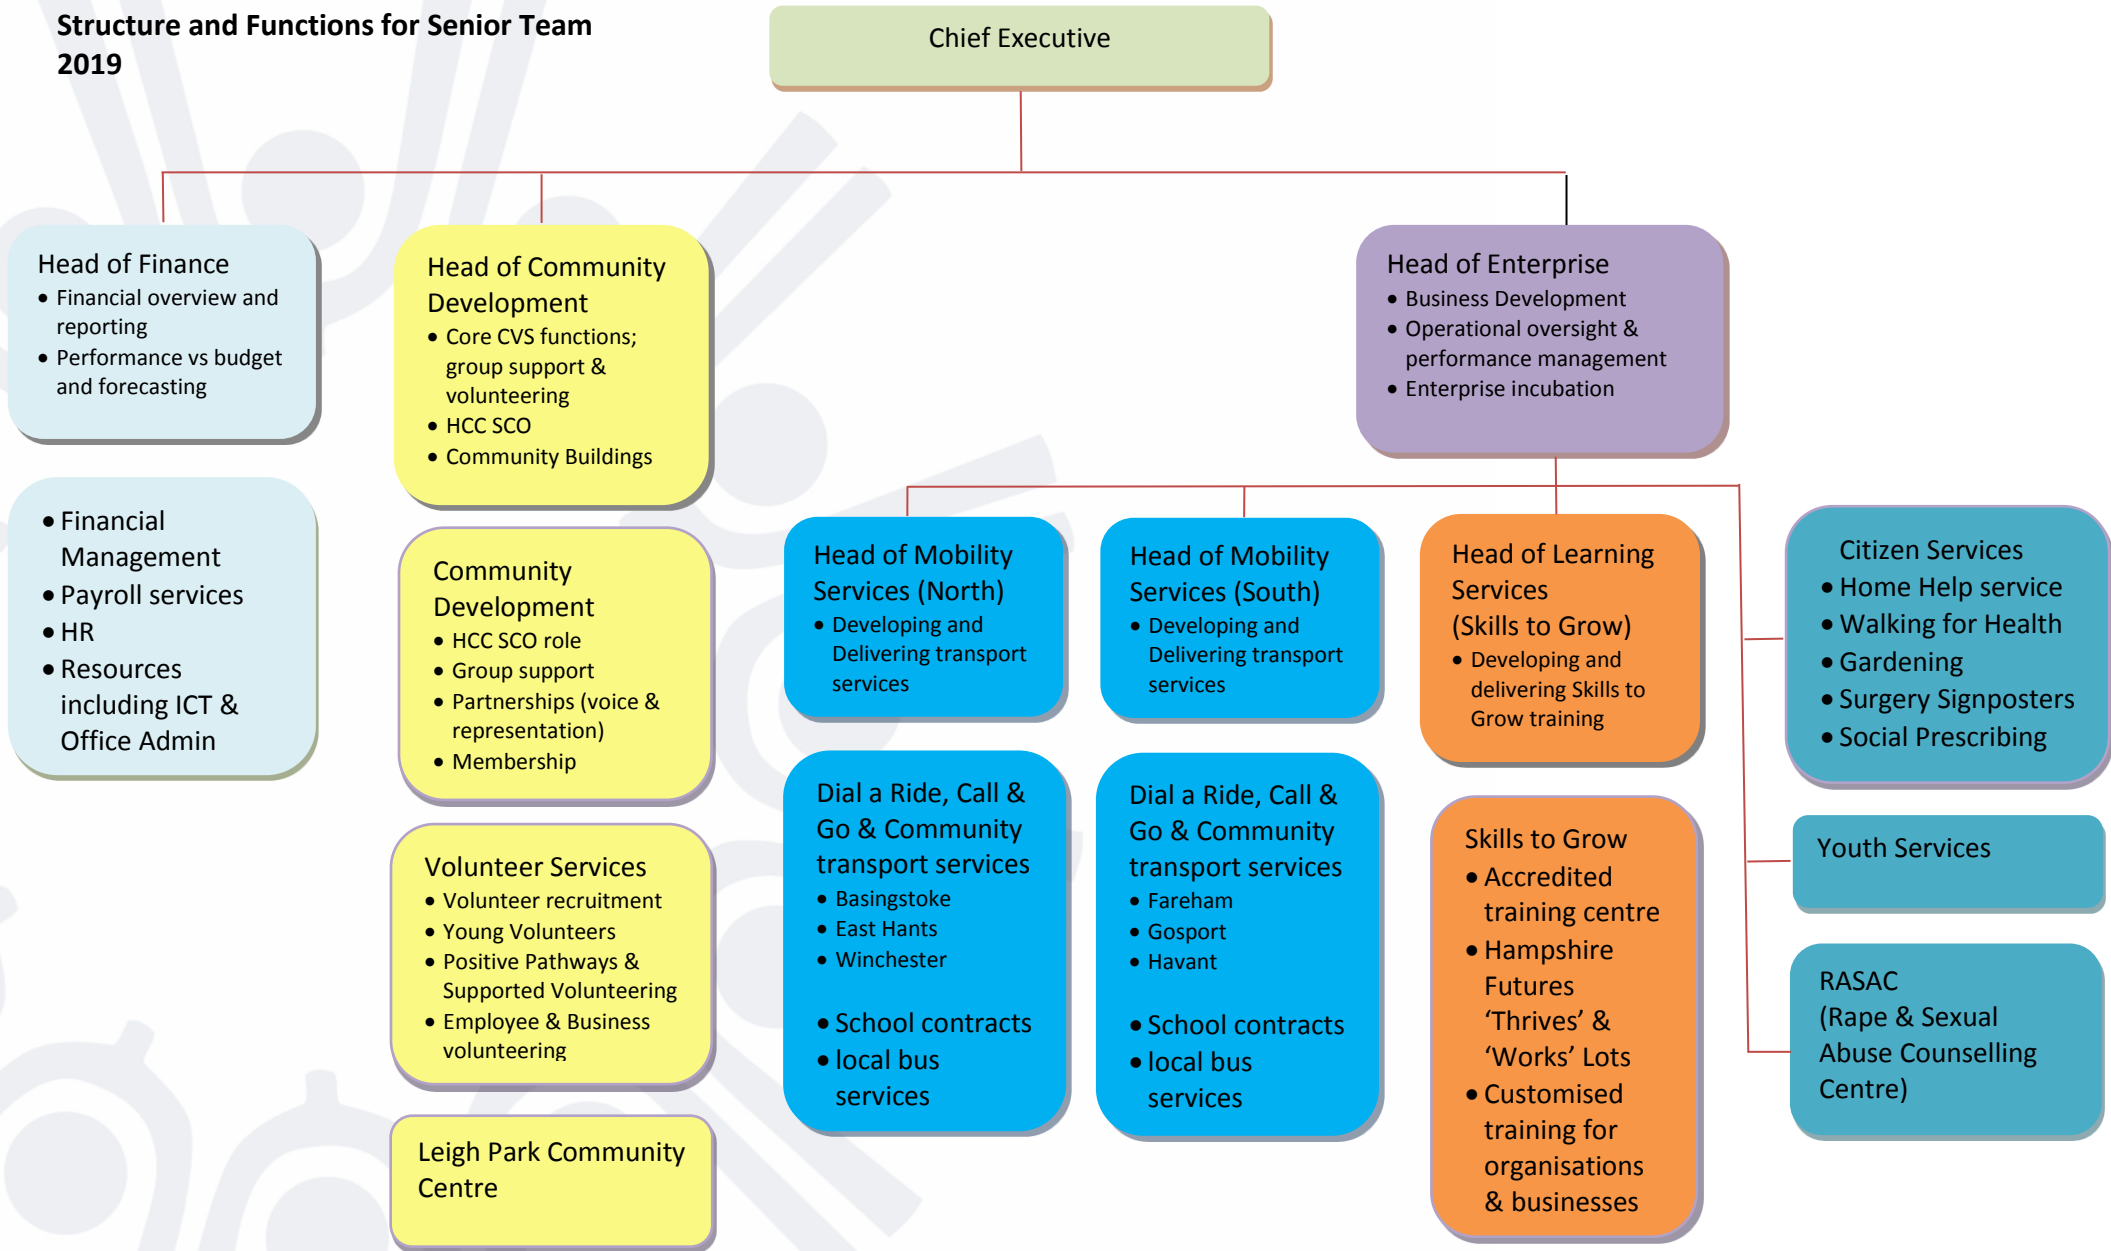 Structure and Functions for Senior Team
2019
Chief Executive
Head of Finance
• Financial overview and
reporting
• Performance vs budget
and forecasting
• Financial
Management
• Payroll services
• HR
• Resources
including ICT &
Office Admin
Head of Community
Development
• Core CVS functions;
group support &
volunteering
• HCC SCO
• Community Buildings
Community
Development
• HCC SCO role
• Group support
• Partnerships (voice &
representation)
• Membership
Volunteer Services
• Volunteer recruitment
• Young Volunteers
• Positive Pathways &
Supported Volunteering
• Employee & Business
volunteering
Leigh Park Community
Centre
Head of Enterprise
• Business Development
• Operational oversight &
performance management
• Enterprise incubation
Head of Mobility
Services (North)
• Developing and
Delivering transport
services
Dial a Ride, Call &
Go & Community
transport services
• Basingstoke
• East Hants
• Winchester
• School contracts
• local bus
services
Head of Mobility
Services (South)
• Developing and
Delivering transport
services
Dial a Ride, Call &
Go & Community
transport services
• Fareham
• Gosport
• Havant
• School contracts
• local bus
services
Head of Learning
Services
(Skills to Grow)
• Developing and
delivering Skills to
Grow training
Skills to Grow
• Accredited
training centre
• Hampshire
Futures
‘Thrives’ &
‘Works’ Lots
• Customised
training for
organisations
& businesses
Citizen Services
• Home Help service
• Walking for Health
• Gardening
• Surgery Signposters
• Social Prescribing
Youth Services
RASAC
(Rape & Sexual
Abuse Counselling
Centre)